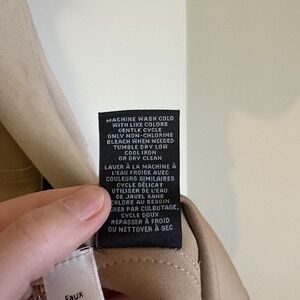 MACHINE WASH COLD
WITH LIKE COLORS
GENTLE CYCLE
ONLY NON-CHLORINE
BLEACH WHEN NEEDED
TUMBLE DRY LOW
COOL IRON
OR DRY CLEAN
LAVER À LA
MACHINE À
L'EAU FROIDE AVEC
COULEURS SIMILAIRES
CYCLE DÉLICAT
UTILISER DE L'EAU
DE JAVEL SANS
CHLORE AU BESOIN
CHER PAR CULBUTAGE,
CYCLE DOUX
REPASSER À FROID
OU NETTOYER À SEC
Faux